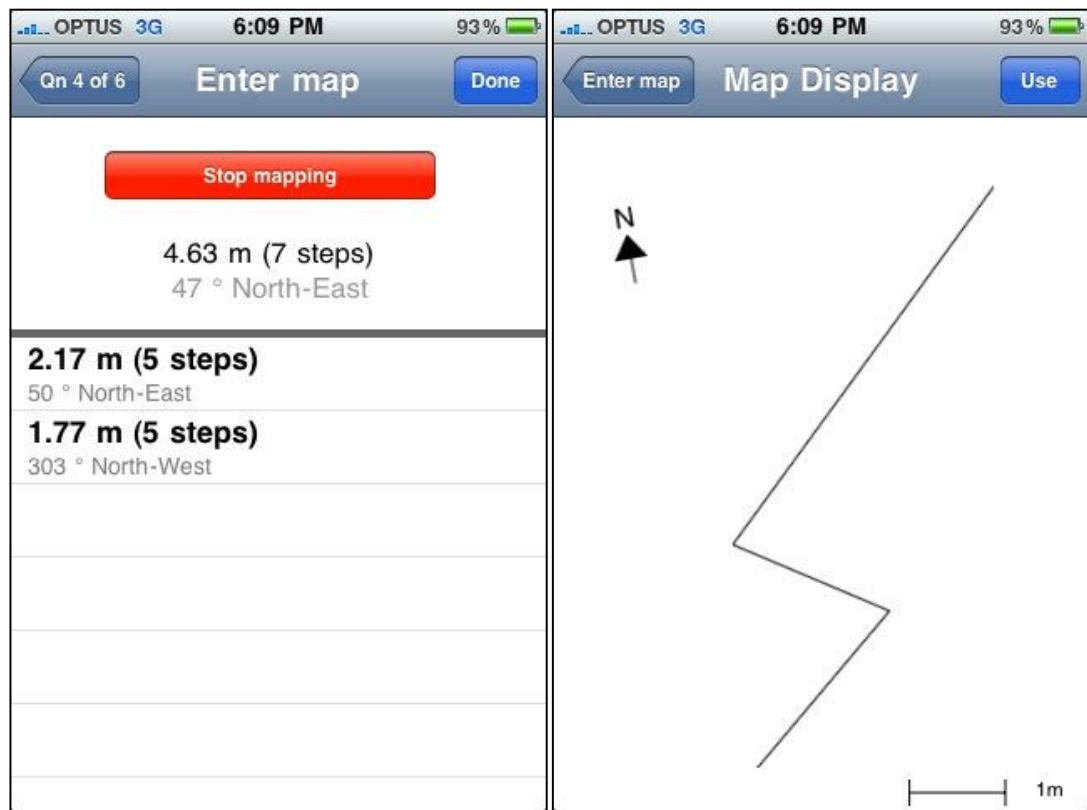 OPTUS 3G 6:09 PM 93%
Qn 4 of 6 Enter map Done
Stop mapping
4.63 m (7 steps)
47 ° North-East
2.17 m (5 steps)
50 ° North-East
1.77 m (5 steps)
303 ° North-West
OPTUS 3G 6:09 PM 93%
Enter map Map Display Use
N
1m